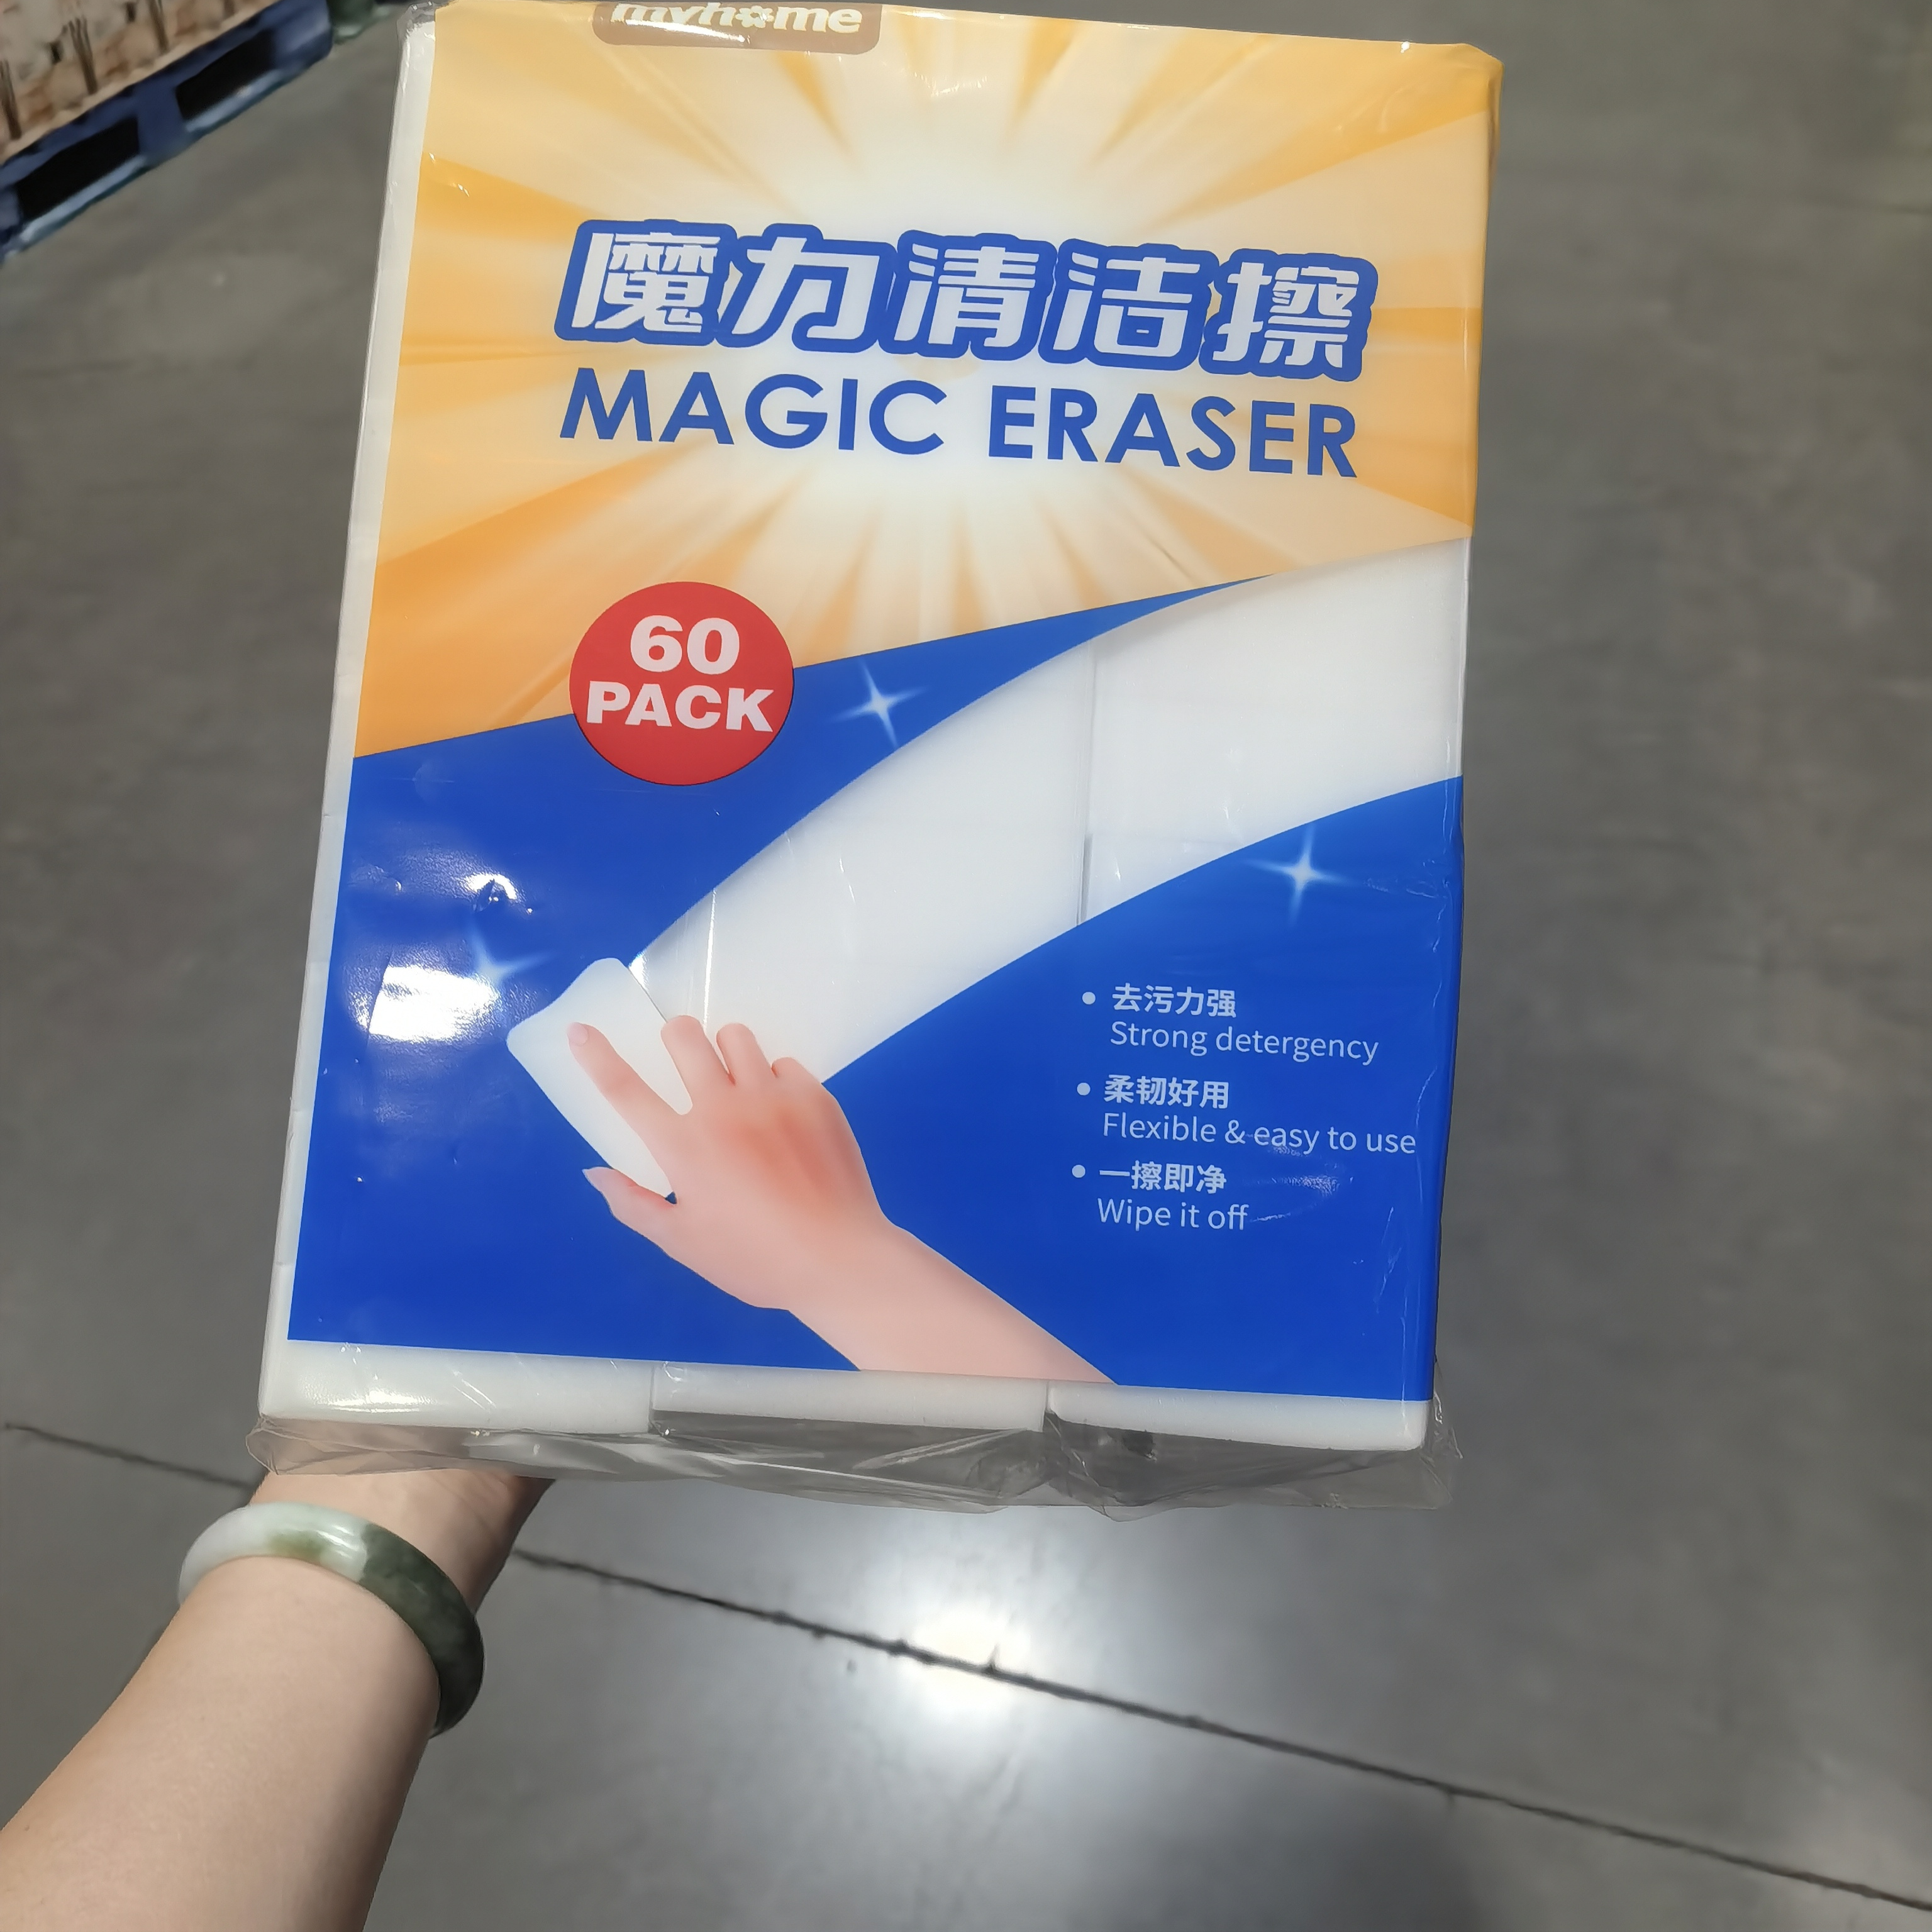 myhome
魔力清洁擦
MAGIC ERASER
60
PACK
• 去污力强
Strong detergency
• 柔韧好用
Flexible & easy to use
• 一擦即净
Wipe it off